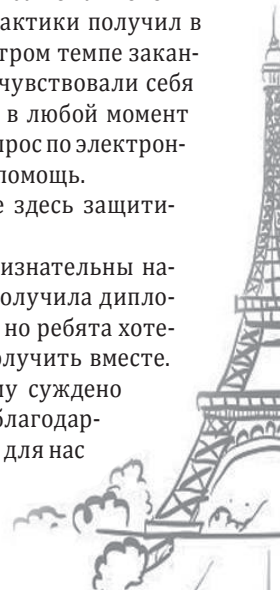 актики получил в
тром темпе закан-
чувствовали себя
в любой момент
прос по электрон-
помощь.
е здесь защити-
изнательны на-
олучила дипло-
но ребята хоте-
олучить вместе.
му суждено
благодар-
для нас